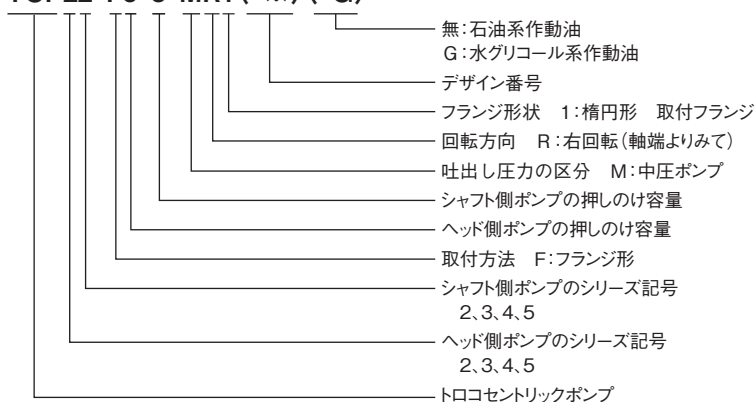 無：石油系作動油
G：水グリコール系作動油
デザイン番号
フランジ形状　1：楕円形　取付フランジ
回転方向　R：右回転（軸端よりみて）
吐出し圧力の区分　M：中圧ポンプ
シャフト側ポンプの押しのけ容量
ヘッド側ポンプの押しのけ容量
取付方法　F：フランジ形
シャフト側ポンプのシリーズ記号
2、3、4、5
ヘッド側ポンプのシリーズ記号
2、3、4、5
トロコセントリックポンプ